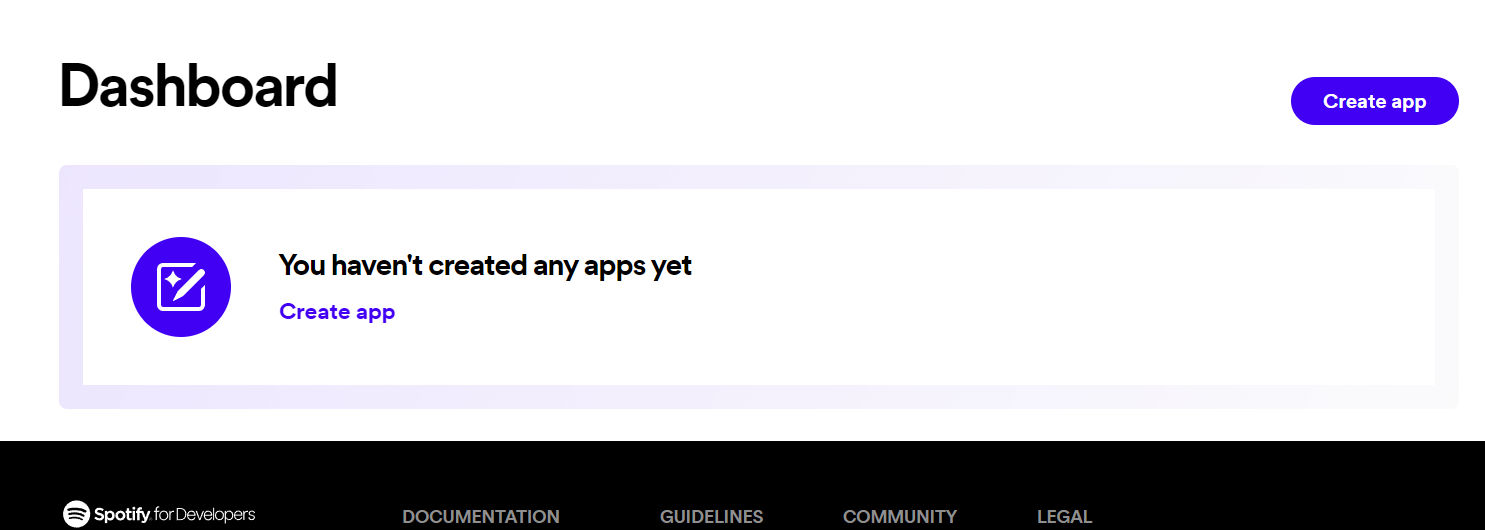 Dashboard
Create app
You haven't created any apps yet
Create app
Spotify for Developers
DOCUMENTATION
GUIDELINES
COMMUNITY
LEGAL